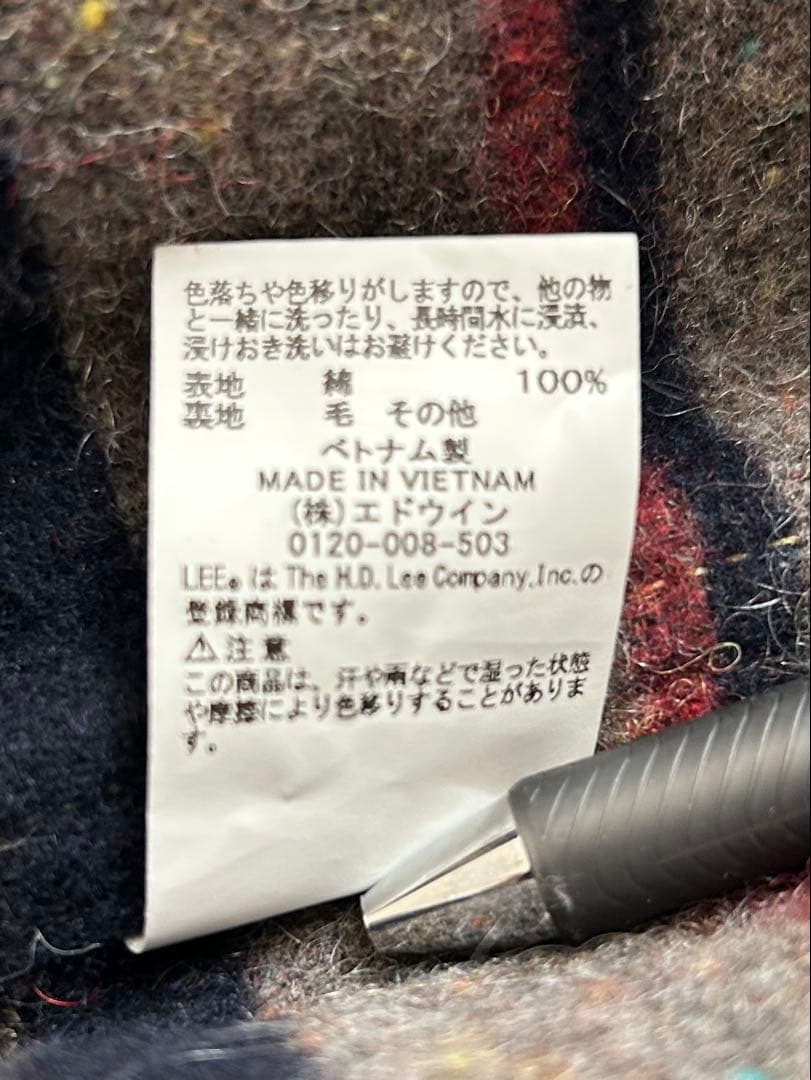 色落ちや色移りがしますので、他の物
と一緒に洗ったり、長時間水に浸漬、
浸けおき洗いはお避けください。
表地 綿 100%
裏地 毛 その他
ベトナム製
MADE IN VIETNAM
(株)エドウイン
0120-008-503
LEE®は The H.D. Lee Company, Inc.の
登録商標です。
⚠注意
この商品は、汗や雨などで湿った状態
や摩擦により色移りすることがありま
す。